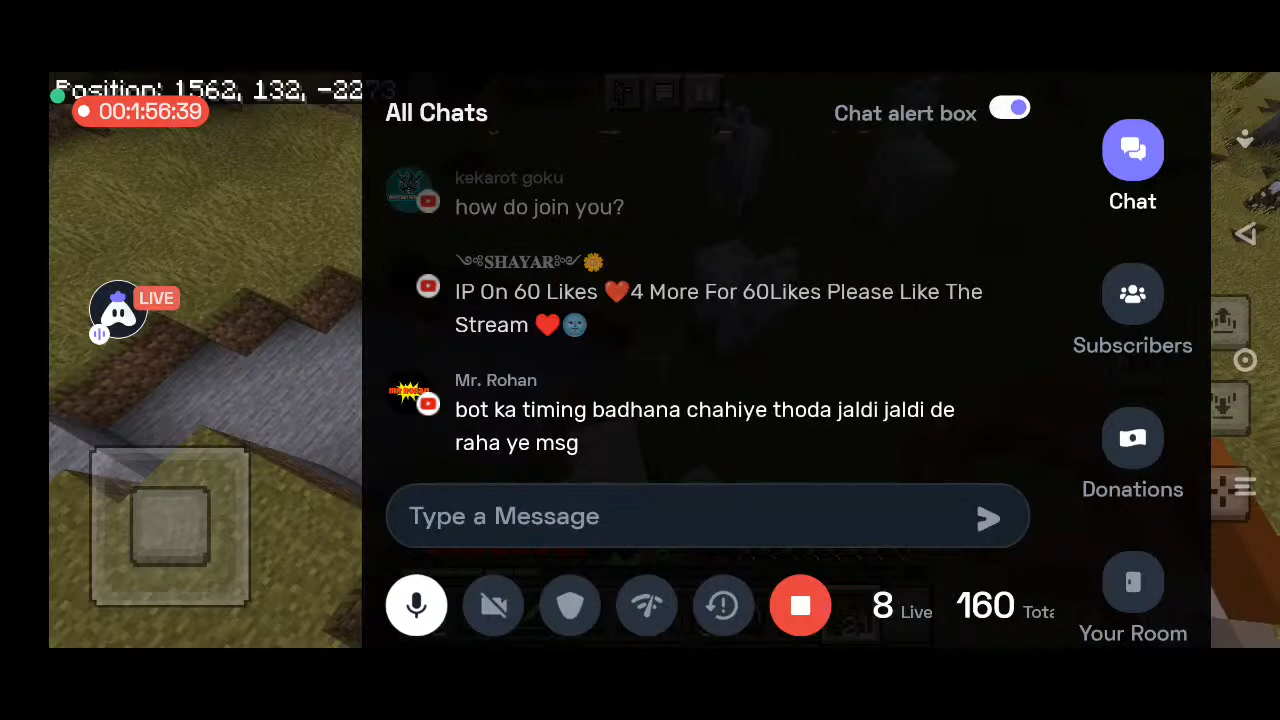 Position: 1562, 132, -2273
00:1:56:39
All Chats
Chat alert box
kekarot goku
how do join you?
༺SHAYAR༻🌼
IP On 60 Likes ❤️4 More For 60Likes Please Like The
Stream ❤️🌚
Mr. Rohan
bot ka timing badhana chahiye thoda jaldi jaldi de
raha ye msg
LIVE
Type a Message
8 Live
160 Tota
Chat
Subscribers
Donations
Your Room